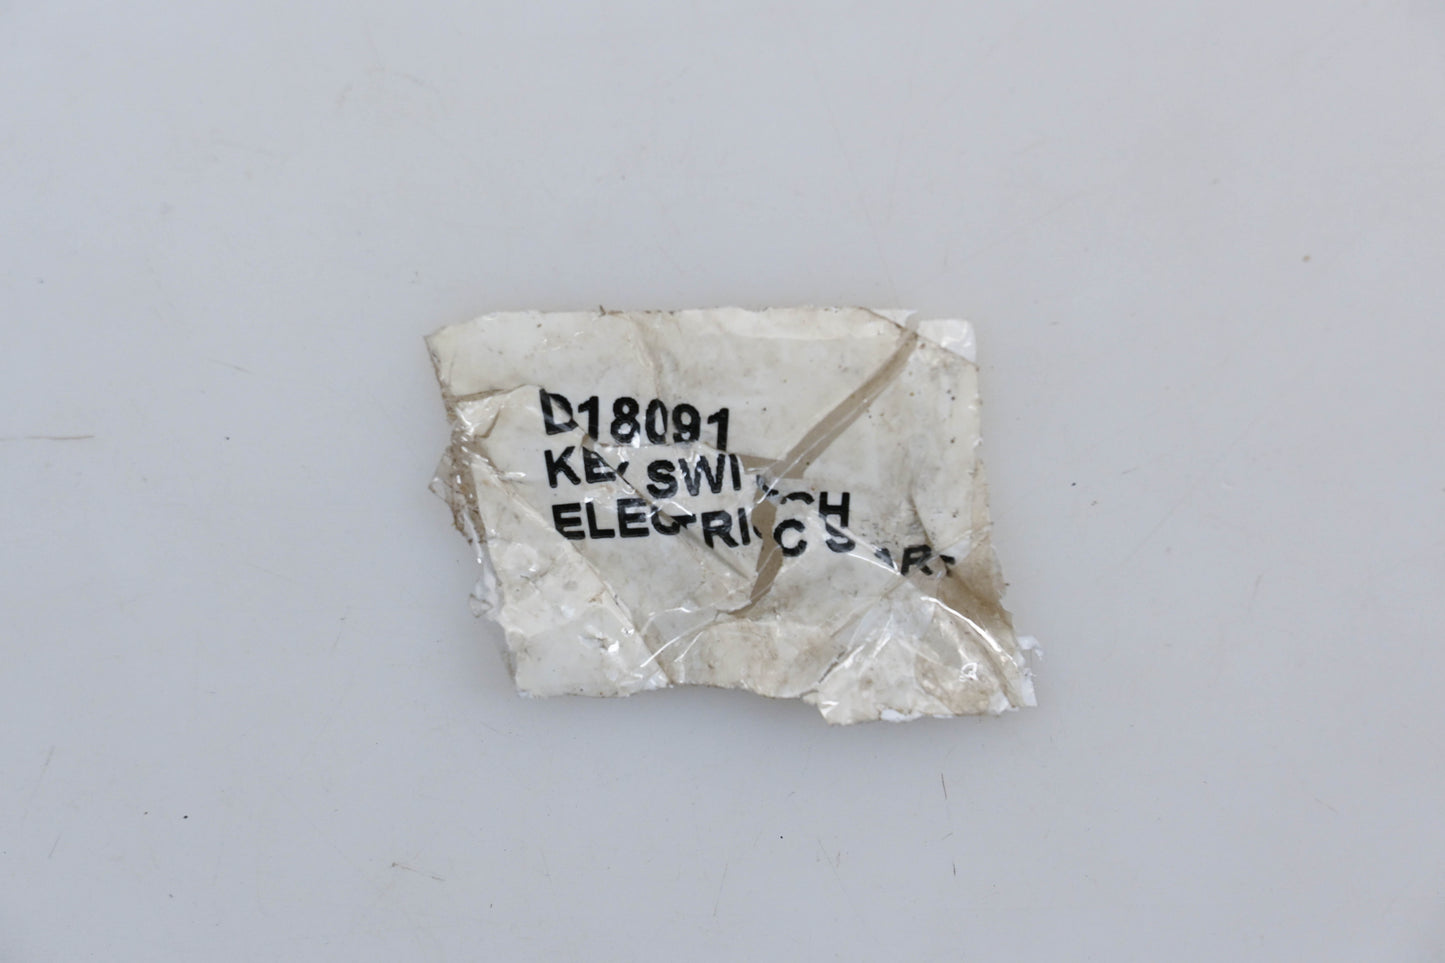 D18091
KEY SWITCH
ELECTRIC START